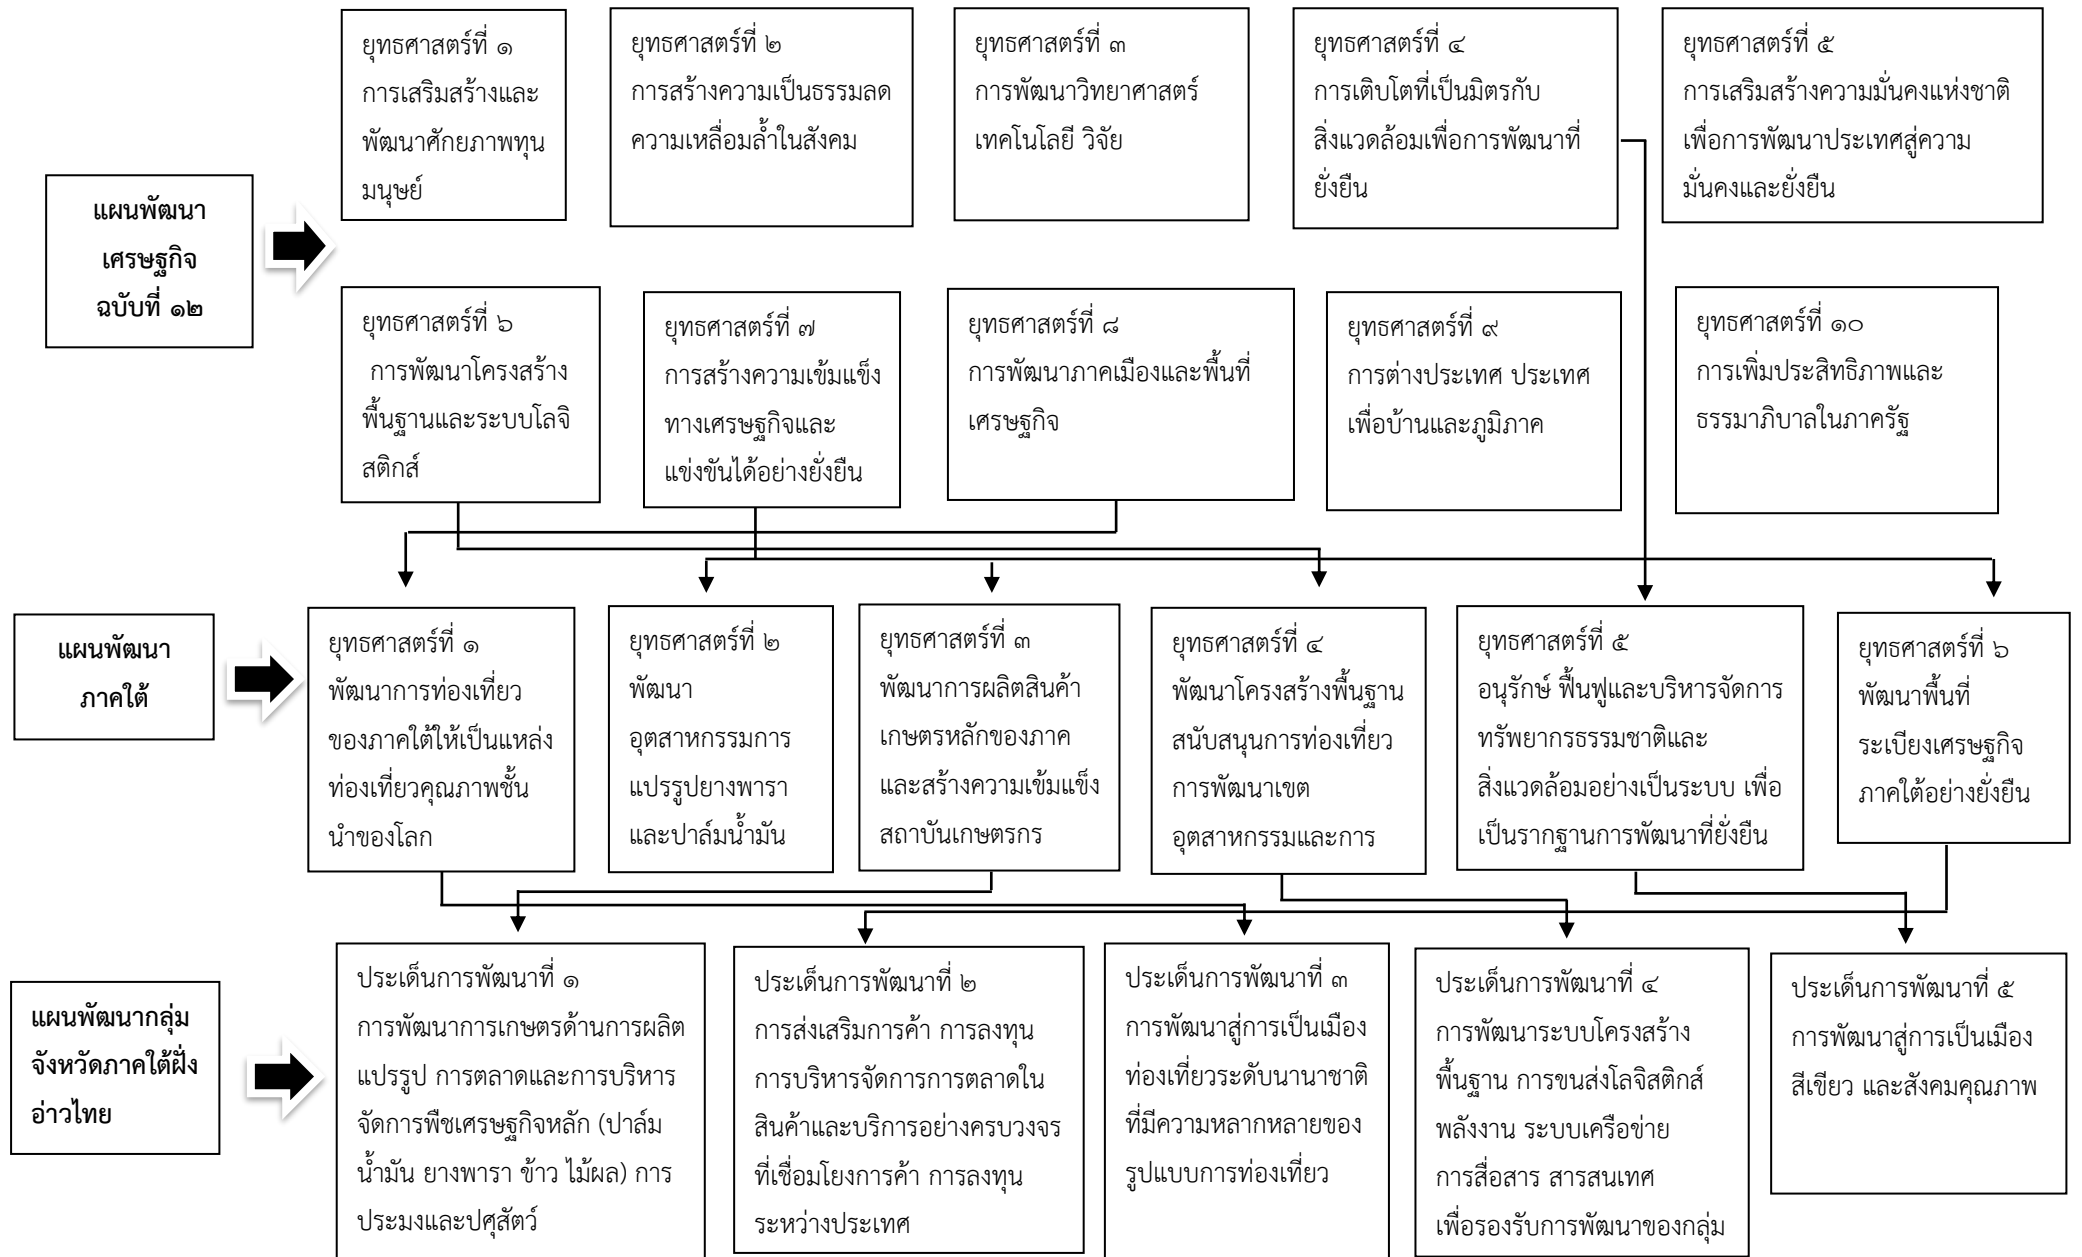 ยุทธศาสตร์ที่ ๑
การเสริมสร้างและ
พัฒนาศักยภาพทุน
มนุษย์
ยุทธศาสตร์ที่ ๒
การสร้างความเป็นธรรมลด
ความเหลื่อมล้ำในสังคม
ยุทธศาสตร์ที่ ๓
การพัฒนาวิทยาศาสตร์
เทคโนโลยี วิจัย
ยุทธศาสตร์ที่ ๔
การเติบโตที่เป็นมิตรกับ
สิ่งแวดล้อมเพื่อการพัฒนาที่
ยั่งยืน
ยุทธศาสตร์ที่ ๕
การเสริมสร้างความมั่นคงแห่งชาติ
เพื่อการพัฒนาประเทศสู่ความ
มั่นคงและยั่งยืน
แผนพัฒนา
เศรษฐกิจ
ฉบับที่ ๑๒
ยุทธศาสตร์ที่ ๖
การพัฒนาโครงสร้าง
พื้นฐานและระบบโลจิ
สติกส์
ยุทธศาสตร์ที่ ๗
การสร้างความเข้มแข็ง
ทางเศรษฐกิจและ
แข่งขันได้อย่างยั่งยืน
ยุทธศาสตร์ที่ ๘
การพัฒนาภาคเมืองและพื้นที่
เศรษฐกิจ
ยุทธศาสตร์ที่ ๙
การต่างประเทศ ประเทศ
เพื่อบ้านและภูมิภาค
ยุทธศาสตร์ที่ ๑๐
การเพิ่มประสิทธิภาพและ
ธรรมาภิบาลในภาครัฐ
แผนพัฒนา
ภาคใต้
ยุทธศาสตร์ที่ ๑
พัฒนาการท่องเที่ยว
ของภาคใต้ให้เป็นแหล่ง
ท่องเที่ยวคุณภาพชั้น
นำของโลก
ยุทธศาสตร์ที่ ๒
พัฒนา
อุตสาหกรรมการ
แปรรูปยางพารา
และปาล์มน้ำมัน
ยุทธศาสตร์ที่ ๓
พัฒนาการผลิตสินค้า
เกษตรหลักของภาค
และสร้างความเข้มแข็ง
สถาบันเกษตรกร
ยุทธศาสตร์ที่ ๔
พัฒนาโครงสร้างพื้นฐาน
สนับสนุนการท่องเที่ยว
การพัฒนาเขต
อุตสาหกรรมและการ
ยุทธศาสตร์ที่ ๕
อนุรักษ์ ฟื้นฟูและบริหารจัดการ
ทรัพยากรธรรมชาติและ
สิ่งแวดล้อมอย่างเป็นระบบ เพื่อ
เป็นรากฐานการพัฒนาที่ยั่งยืน
ยุทธศาสตร์ที่ ๖
พัฒนาพื้นที่
ระเบียงเศรษฐกิจ
ภาคใต้อย่างยั่งยืน
แผนพัฒนากลุ่ม
จังหวัดภาคใต้ฝั่ง
อ่าวไทย
ประเด็นการพัฒนาที่ ๑
การพัฒนาการเกษตรด้านการผลิต
แปรรูป การตลาดและการบริหาร
จัดการพืชเศรษฐกิจหลัก (ปาล์ม
น้ำมัน ยางพารา ข้าว ไม้ผล) การ
ประมงและปศุสัตว์
ประเด็นการพัฒนาที่ ๒
การส่งเสริมการค้า การลงทุน
การบริหารจัดการการตลาดใน
สินค้าและบริการอย่างครบวงจร
ที่เชื่อมโยงการค้า การลงทุน
ระหว่างประเทศ
ประเด็นการพัฒนาที่ ๓
การพัฒนาสู่การเป็นเมือง
ท่องเที่ยวระดับนานาชาติ
ที่มีความหลากหลายของ
รูปแบบการท่องเที่ยว
ประเด็นการพัฒนาที่ ๔
การพัฒนาระบบโครงสร้าง
พื้นฐาน การขนส่งโลจิสติกส์
พลังงาน ระบบเครือข่าย
การสื่อสาร สารสนเทศ
เพื่อรองรับการพัฒนาของกลุ่ม
ประเด็นการพัฒนาที่ ๕
การพัฒนาสู่การเป็นเมือง
สีเขียว และสังคมคุณภาพ